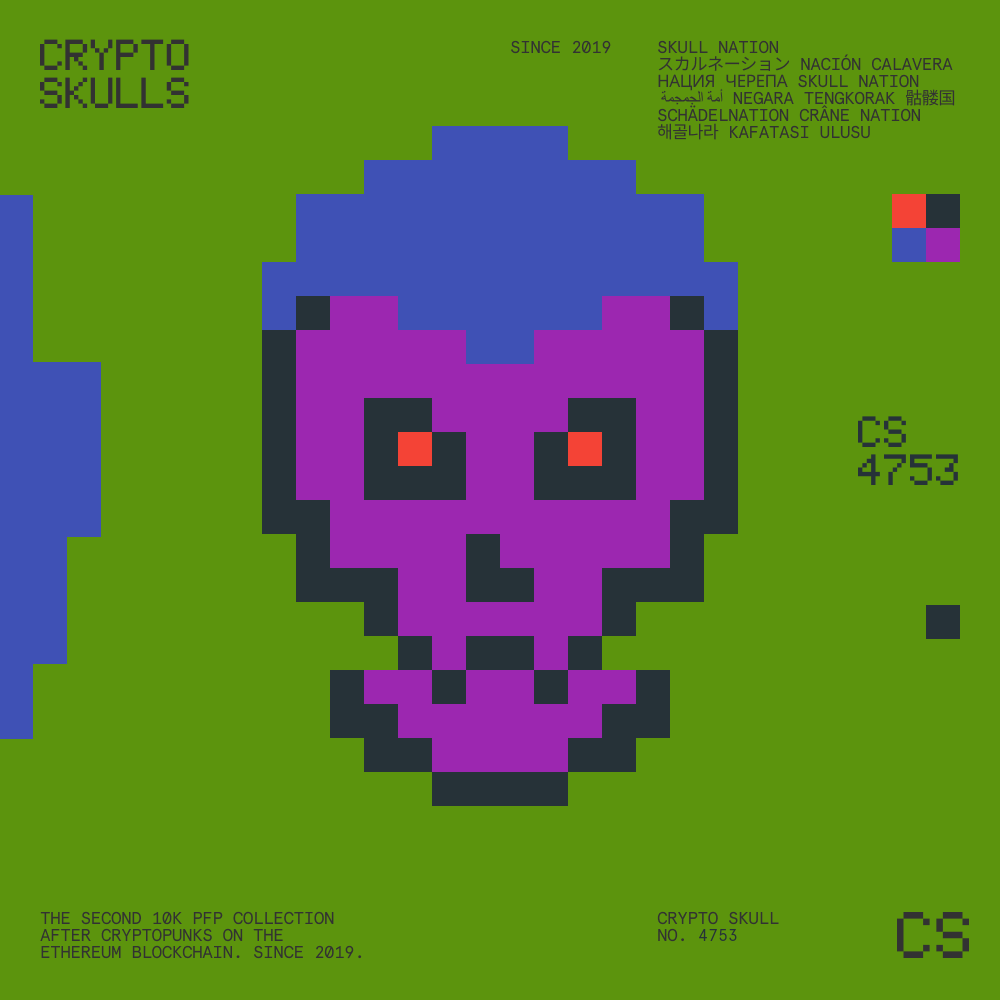 CRYPTO
SKULLS
SINCE 2019
SKULL NATION
スカルネーション NACIÓN CALAVERA
НАЦИЯ ЧЕРЕПА SKULL NATION
أمة الجمجمة NEGARA TENGKORAK 骷髅国
SCHÄDELNATION CRÂNE NATION
해골나라 KAFATASI ULUSU
CS
4753
THE SECOND 10K PFP COLLECTION
AFTER CRYPTOPUNKS ON THE
ETHEREUM BLOCKCHAIN. SINCE 2019.
CRYPTO SKULL
NO. 4753
CS